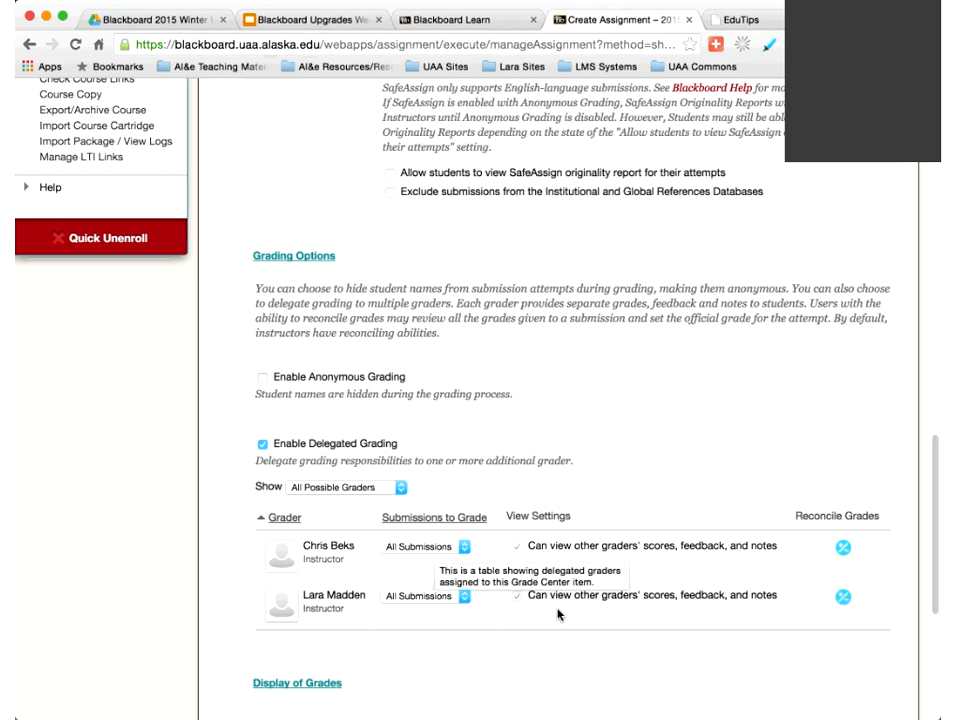 Blackboard 2015 Winter
Blackboard Upgrades We
Blackboard Learn
Create Assignment – 201
EduTips
https://blackboard.uaa.alaska.edu/webapps/assignment/execute/manageAssignment?method=sh...
Apps
Bookmarks
AI&e Teaching Mater
AI&e Resources/Res
UAA Sites
Lara Sites
LMS Systems
UAA Commons
Check Course Links
Course Copy
Export/Archive Course
Import Course Cartridge
Import Package / View Logs
Manage LTI Links
Help
Quick Unenroll
SafeAssign only supports English-language submissions. See Blackboard Help for
If SafeAssign is enabled with Anonymous Grading, SafeAssign Originality Reports
Instructors until Anonymous Grading is disabled. However, Students may still be
Originality Reports depending on the state of the "Allow students to view SafeAssign
their attempts" setting.
Allow students to view SafeAssign originality report for their attempts
Exclude submissions from the Institutional and Global References Databases
Grading Options
You can choose to hide student names from submission attempts during grading, making them anonymous. You can also choose
to delegate grading to multiple graders. Each grader provides separate grades, feedback and notes to students. Users with the
ability to reconcile grades may review all the grades given to a submission and set the official grade for the attempt. By default,
instructors have reconciling abilities.
Enable Anonymous Grading
Student names are hidden during the grading process.
Enable Delegated Grading
Delegate grading responsibilities to one or more additional grader.
Show All Possible Graders
Grader Submissions to Grade View Settings Reconcile Grades
Chris Beks All Submissions Can view other graders' scores, feedback, and notes
Instructor
This is a table showing delegated graders
assigned to this Grade Center item.
Lara Madden All Submissions Can view other graders' scores, feedback, and notes
Instructor
Display of Grades